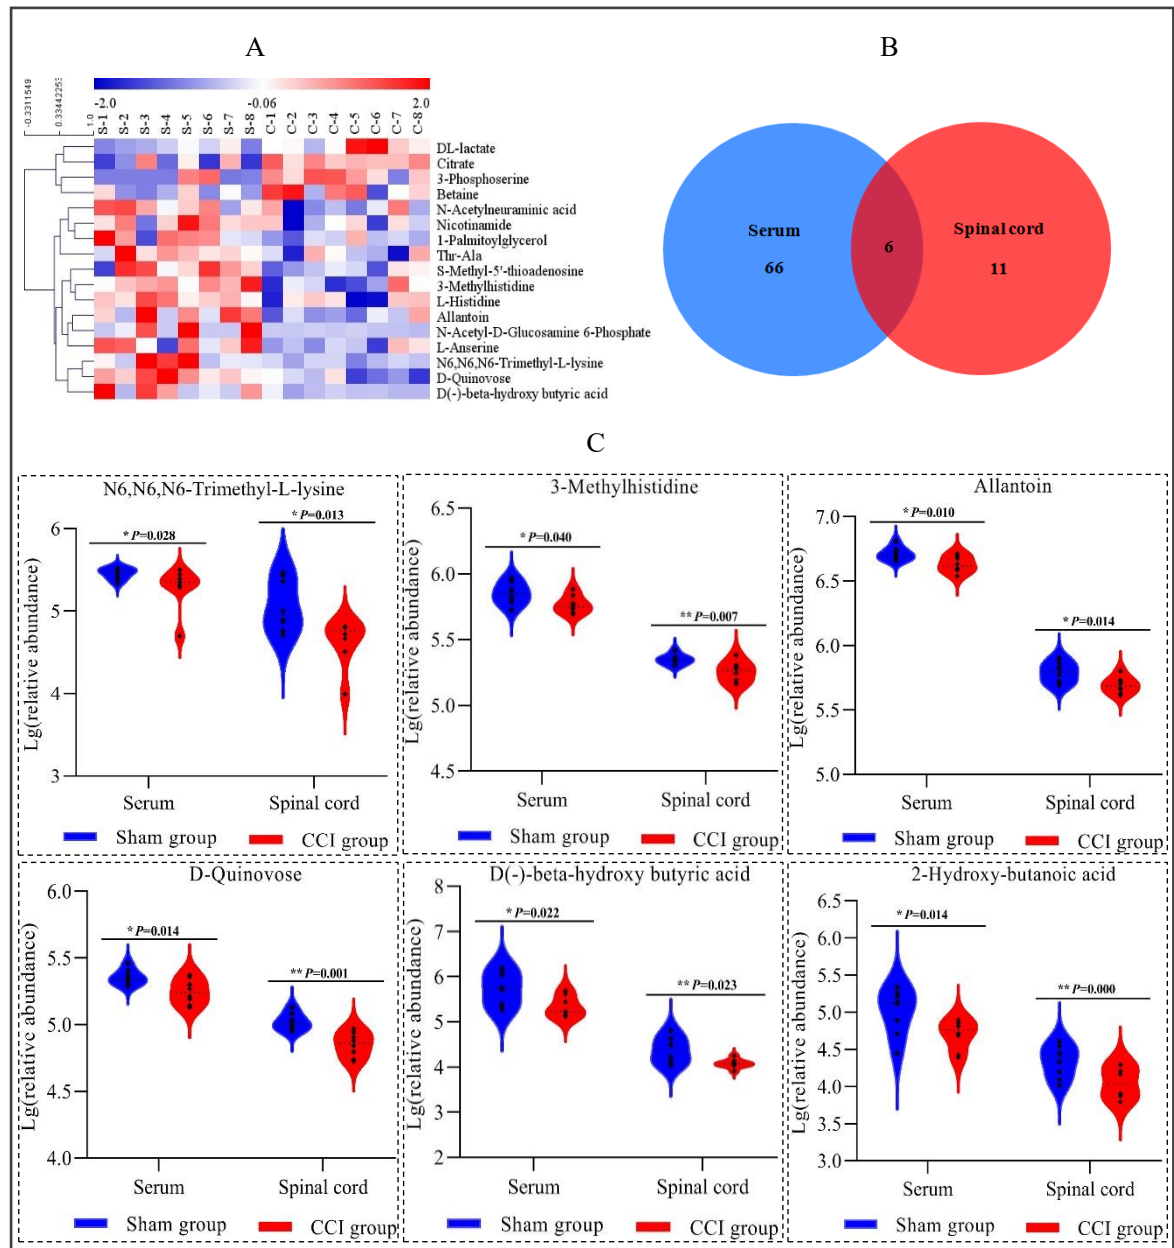 A
B
-0.3311549
0.33442253
1.0
-2.0 -0.06 2.0
S-1 S-2 S-3 S-4 S-5 S-6 S-7 S-8 C-1 C-2 C-3 C-4 C-5 C-6 C-7 C-8
DL-lactate
Citrate
3-Phosphoserine
Betaine
N-Acetylneuraminic acid
Nicotinamide
1-Palmitoylglycerol
Thr-Ala
S-Methyl-5'-thioadenosine
3-Methylhistidine
L-Histidine
Allantoin
N-Acetyl-D-Glucosamine 6-Phosphate
L-Anserine
N6,N6,N6-Trimethyl-L-lysine
D-Quinovose
D(-)-beta-hydroxy butyric acid
Serum
66
6
Spinal cord
11
C
N6,N6,N6-Trimethyl-L-lysine
Lg(relative abundance)
6
5
4
3
* P=0.028
* P=0.013
Serum Spinal cord
Sham group CCI group
3-Methylhistidine
Lg(relative abundance)
6.5
6.0
5.5
5.0
4.5
* P=0.040
** P=0.007
Serum Spinal cord
Sham group CCI group
Allantoin
Lg(relative abundance)
7.0
6.5
6.0
5.5
5.0
* P=0.010
* P=0.014
Serum Spinal cord
Sham group CCI group
D-Quinovose
Lg(relative abundance)
6.0
5.5
5.0
4.5
4.0
* P=0.014
** P=0.001
Serum Spinal cord
Sham group CCI group
D(-)-beta-hydroxy butyric acid
Lg(relative abundance)
8
7
6
5
4
3
2
* P=0.022
** P=0.023
Serum Spinal cord
Sham group CCI group
2-Hydroxy-butanoic acid
Lg(relative abundance)
6.5
6.0
5.5
5.0
4.5
4.0
3.5
3.0
* P=0.014
** P=0.000
Serum Spinal cord
Sham group CCI group